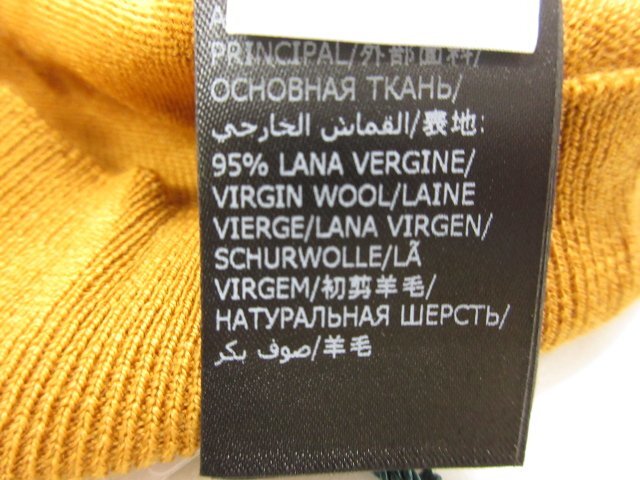 PRINCIPAL/外部面料/
ОСНОВНАЯ ТКАНЬ/
القماش الخارجي/表地:
95% LANA VERGINE/
VIRGIN WOOL/LAINE
VIERGE/LANA VIRGEN/
SCHURWOLLE/LÃ
VIRGEM/初剪羊毛/
НАТУРАЛЬНАЯ ШЕРСТЬ/
صوف بكر/羊毛